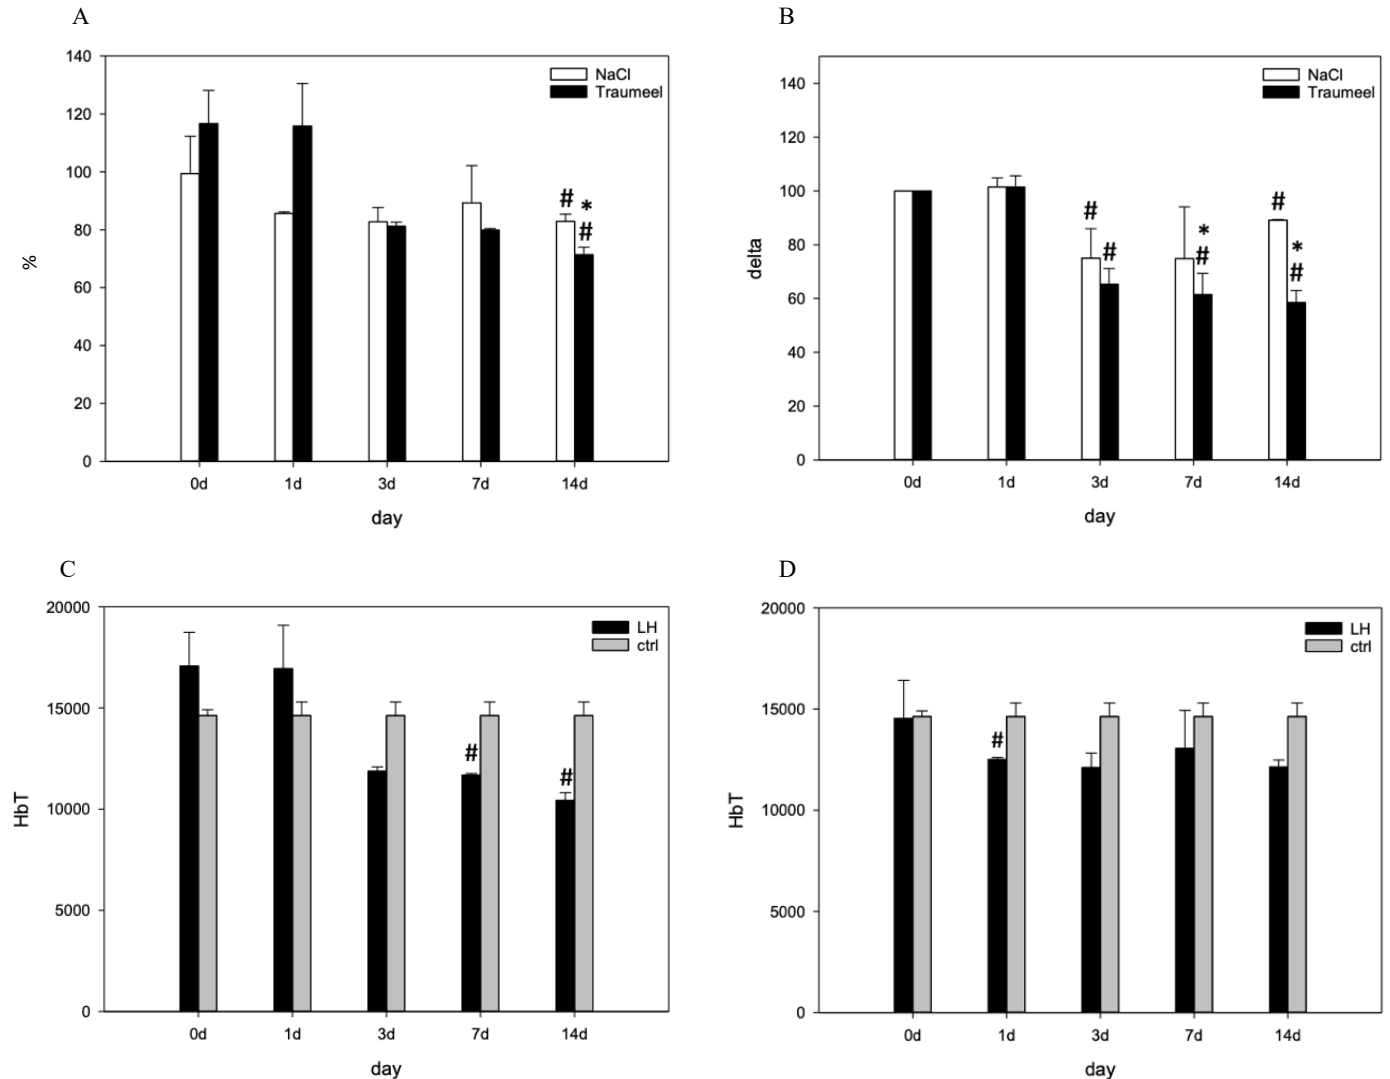 A
140
120
100
80
60
40
20
0
%
NaCl
Traumeel
#
*
#
0d 1d 3d 7d 14d
day
B
140
120
100
80
60
40
20
0
delta
NaCl
Traumeel
#
#
*
#
#
*
#
0d 1d 3d 7d 14d
day
C
20000
15000
10000
5000
0
HbT
LH
ctrl
#
#
0d 1d 3d 7d 14d
day
D
20000
15000
10000
5000
0
HbT
LH
ctrl
#
0d 1d 3d 7d 14d
day